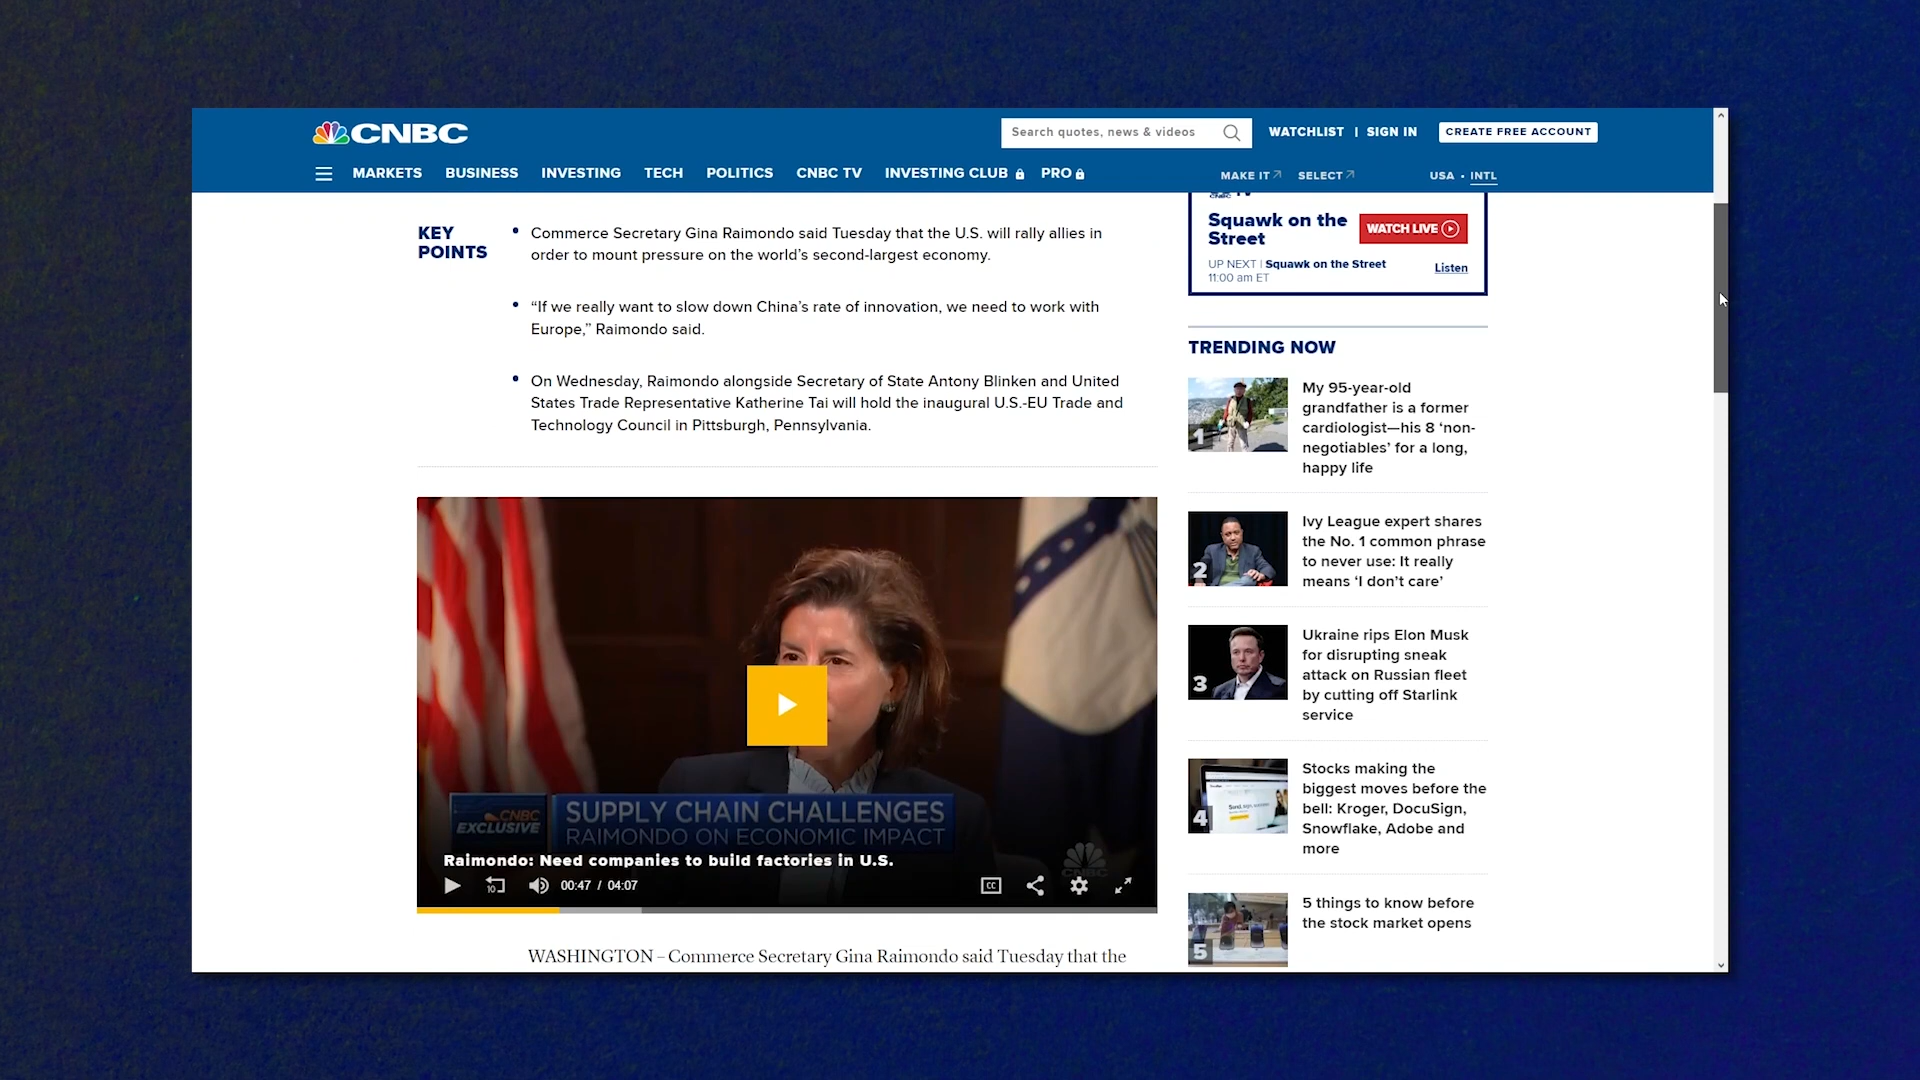 CNBC
Search quotes, news & videos
WATCHLIST | SIGN IN
CREATE FREE ACCOUNT
MARKETS BUSINESS INVESTING TECH POLITICS CNBC TV INVESTING CLUB PRO
MAKE IT SELECT USA • INTL
KEY
POINTS
• Commerce Secretary Gina Raimondo said Tuesday that the U.S. will rally allies in
order to mount pressure on the world’s second-largest economy.
• “If we really want to slow down China’s rate of innovation, we need to work with
Europe,” Raimondo said.
• On Wednesday, Raimondo alongside Secretary of State Antony Blinken and United
States Trade Representative Katherine Tai will hold the inaugural U.S.-EU Trade and
Technology Council in Pittsburgh, Pennsylvania.
CNBC
EXCLUSIVE
SUPPLY CHAIN CHALLENGES
RAIMONDO ON ECONOMIC IMPACT
Raimondo: Need companies to build factories in U.S.
CNBC
10
00:47 / 04:07
CC
WASHINGTON – Commerce Secretary Gina Raimondo said Tuesday that the
Squawk on the
Street
WATCH LIVE
UP NEXT | Squawk on the Street
11:00 am ET
Listen
TRENDING NOW
1
My 95-year-old
grandfather is a former
cardiologist—his 8 ‘non-
negotiables’ for a long,
happy life
2
Ivy League expert shares
the No. 1 common phrase
to never use: It really
means ‘I don’t care’
3
Ukraine rips Elon Musk
for disrupting sneak
attack on Russian fleet
by cutting off Starlink
service
4
Stocks making the
biggest moves before the
bell: Kroger, DocuSign,
Snowflake, Adobe and
more
5
5 things to know before
the stock market opens